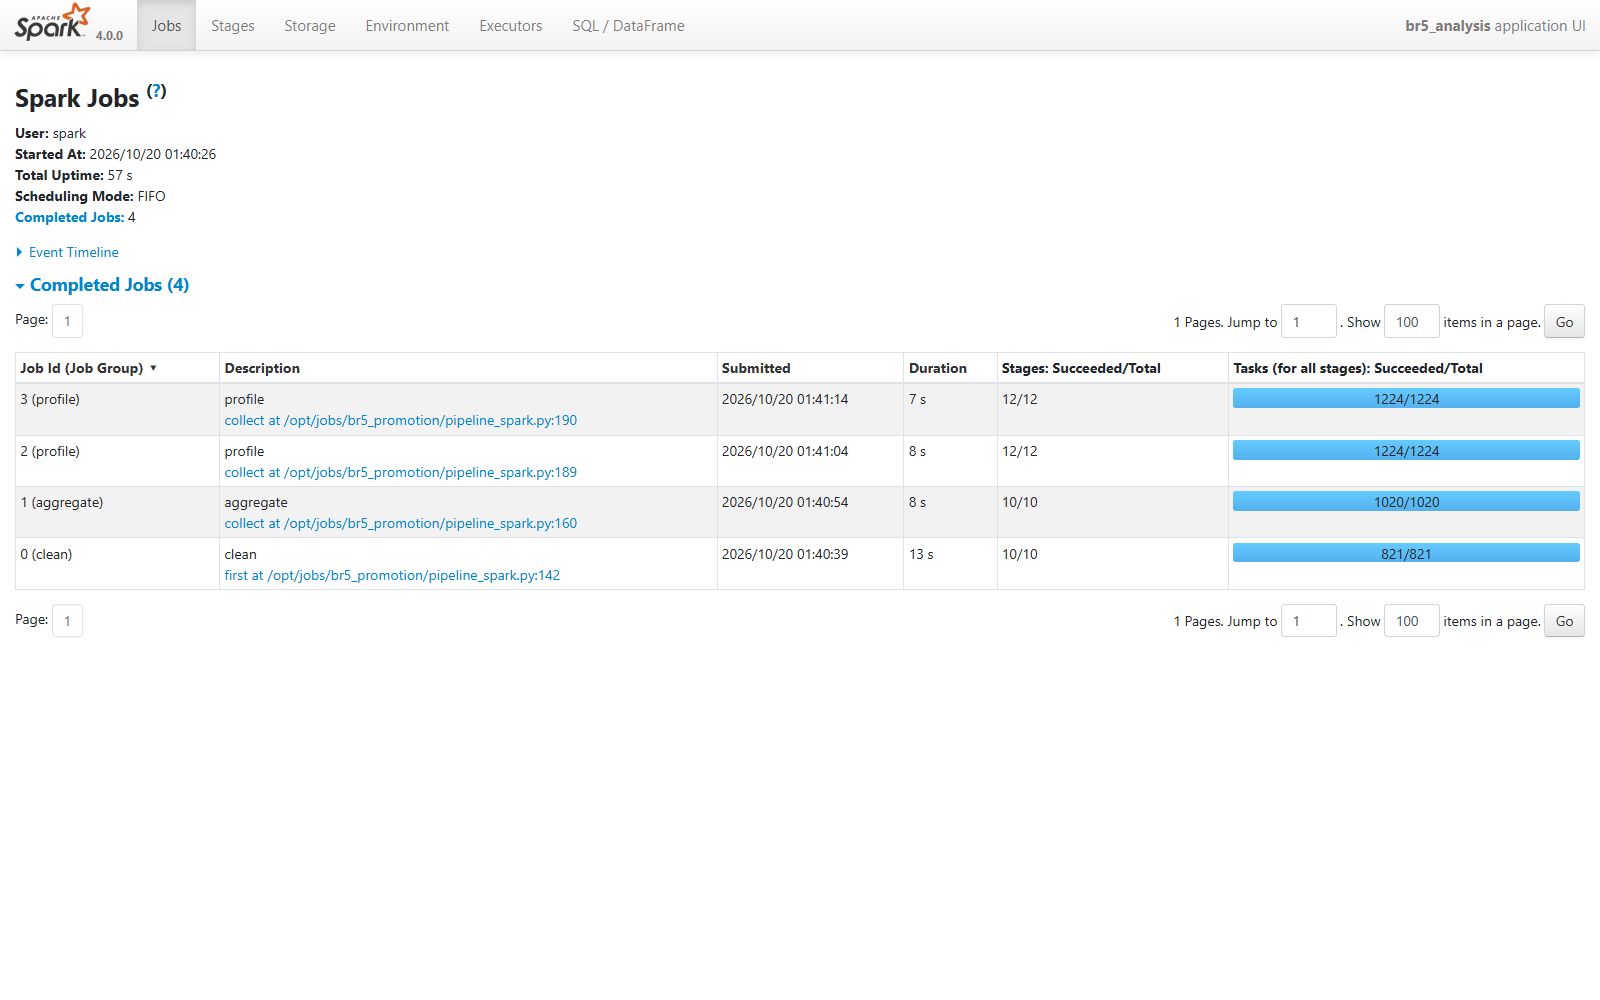 APACHE
Spark 4.0.0 Jobs Stages Storage Environment Executors SQL / DataFrame br5_analysis application UI
Spark Jobs (?)
User: spark
Started At: 2026/10/20 01:40:26
Total Uptime: 57 s
Scheduling Mode: FIFO
Completed Jobs: 4
Event Timeline
Completed Jobs (4)
Page: 1 1 Pages. Jump to 1 . Show 100 items in a page. Go
Job Id (Job Group) ▾ Description Submitted Duration Stages: Succeeded/Total Tasks (for all stages): Succeeded/Total
3 (profile) profile 2026/10/20 01:41:14 7 s 12/12 1224/1224
collect at /opt/jobs/br5_promotion/pipeline_spark.py:190
2 (profile) profile 2026/10/20 01:41:04 8 s 12/12 1224/1224
collect at /opt/jobs/br5_promotion/pipeline_spark.py:189
1 (aggregate) aggregate 2026/10/20 01:40:54 8 s 10/10 1020/1020
collect at /opt/jobs/br5_promotion/pipeline_spark.py:160
0 (clean) clean 2026/10/20 01:40:39 13 s 10/10 821/821
first at /opt/jobs/br5_promotion/pipeline_spark.py:142
Page: 1 1 Pages. Jump to 1 . Show 100 items in a page. Go